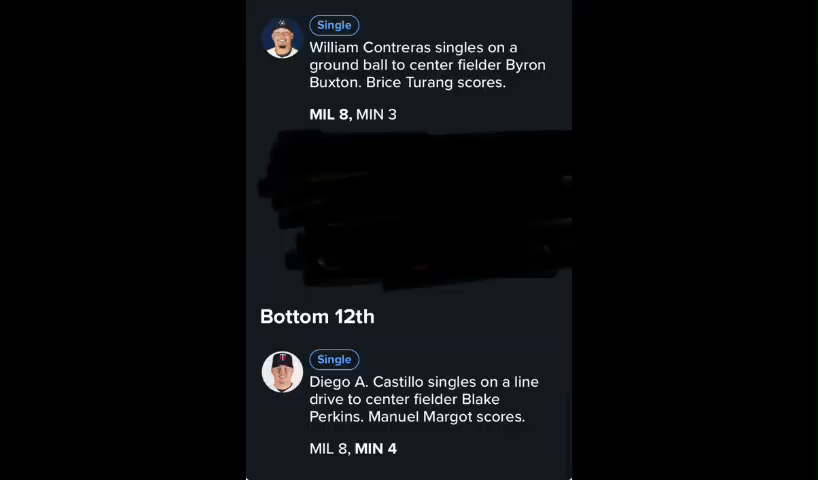 Single
William Contreras singles on a
ground ball to center fielder Byron
Buxton. Brice Turang scores.
MIL 8, MIN 3
Bottom 12th
Single
Diego A. Castillo singles on a line
drive to center fielder Blake
Perkins. Manuel Margot scores.
MIL 8, MIN 4